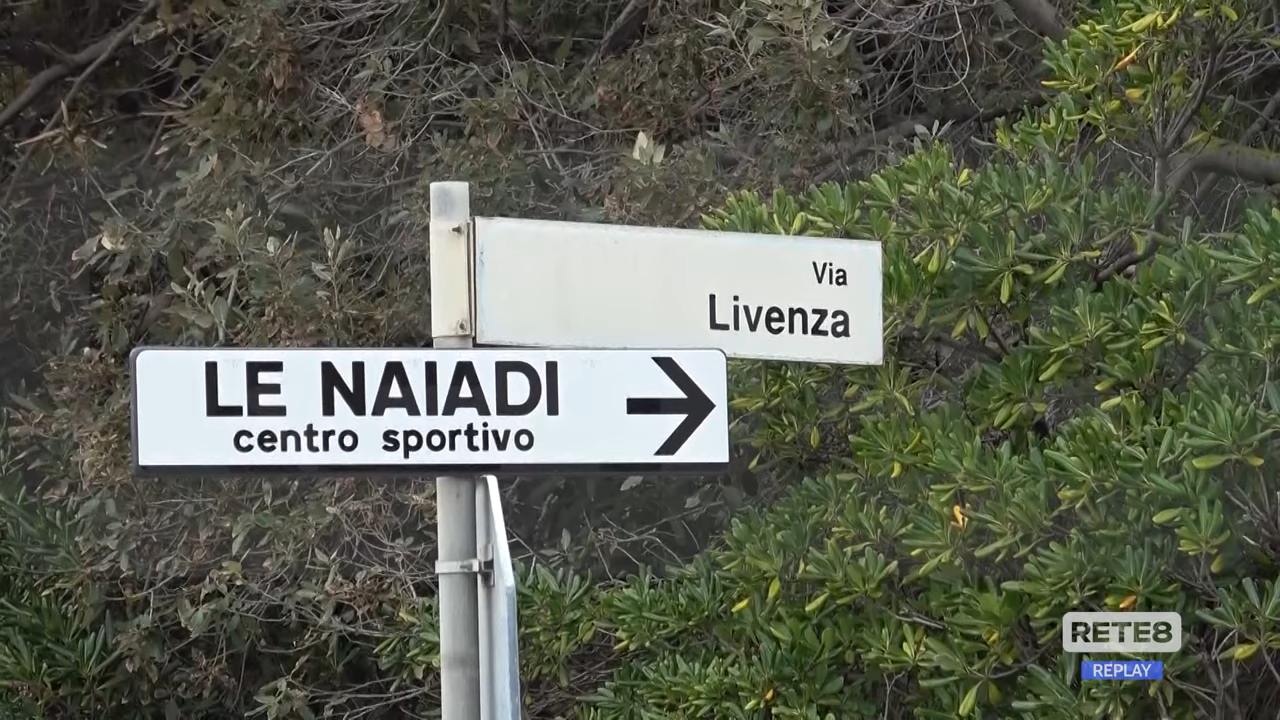 Via
Livenza
LE NAIADI
centro sportivo
RETE8
REPLAY